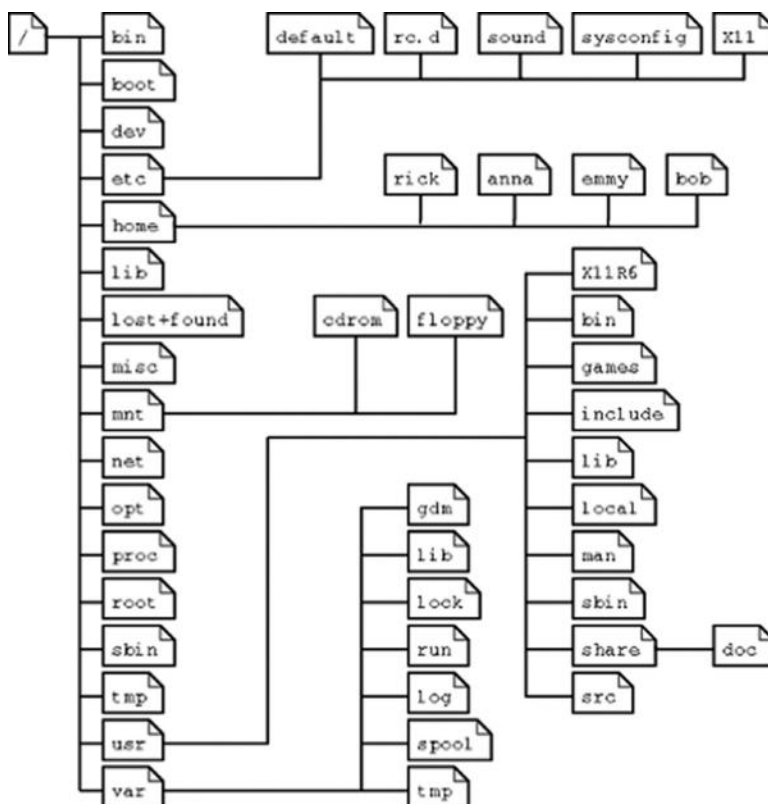 / bin default rc.d sound sysconfig X11
boot
dev
etc rick anna emmy bob
home
lib X11R6
lost+found cdrom floppy bin
misc games
mnt include
net lib
opt gdm local
proc lib man
root lock sbin
sbin run share doc
tmp log src
usr spool
var tmp